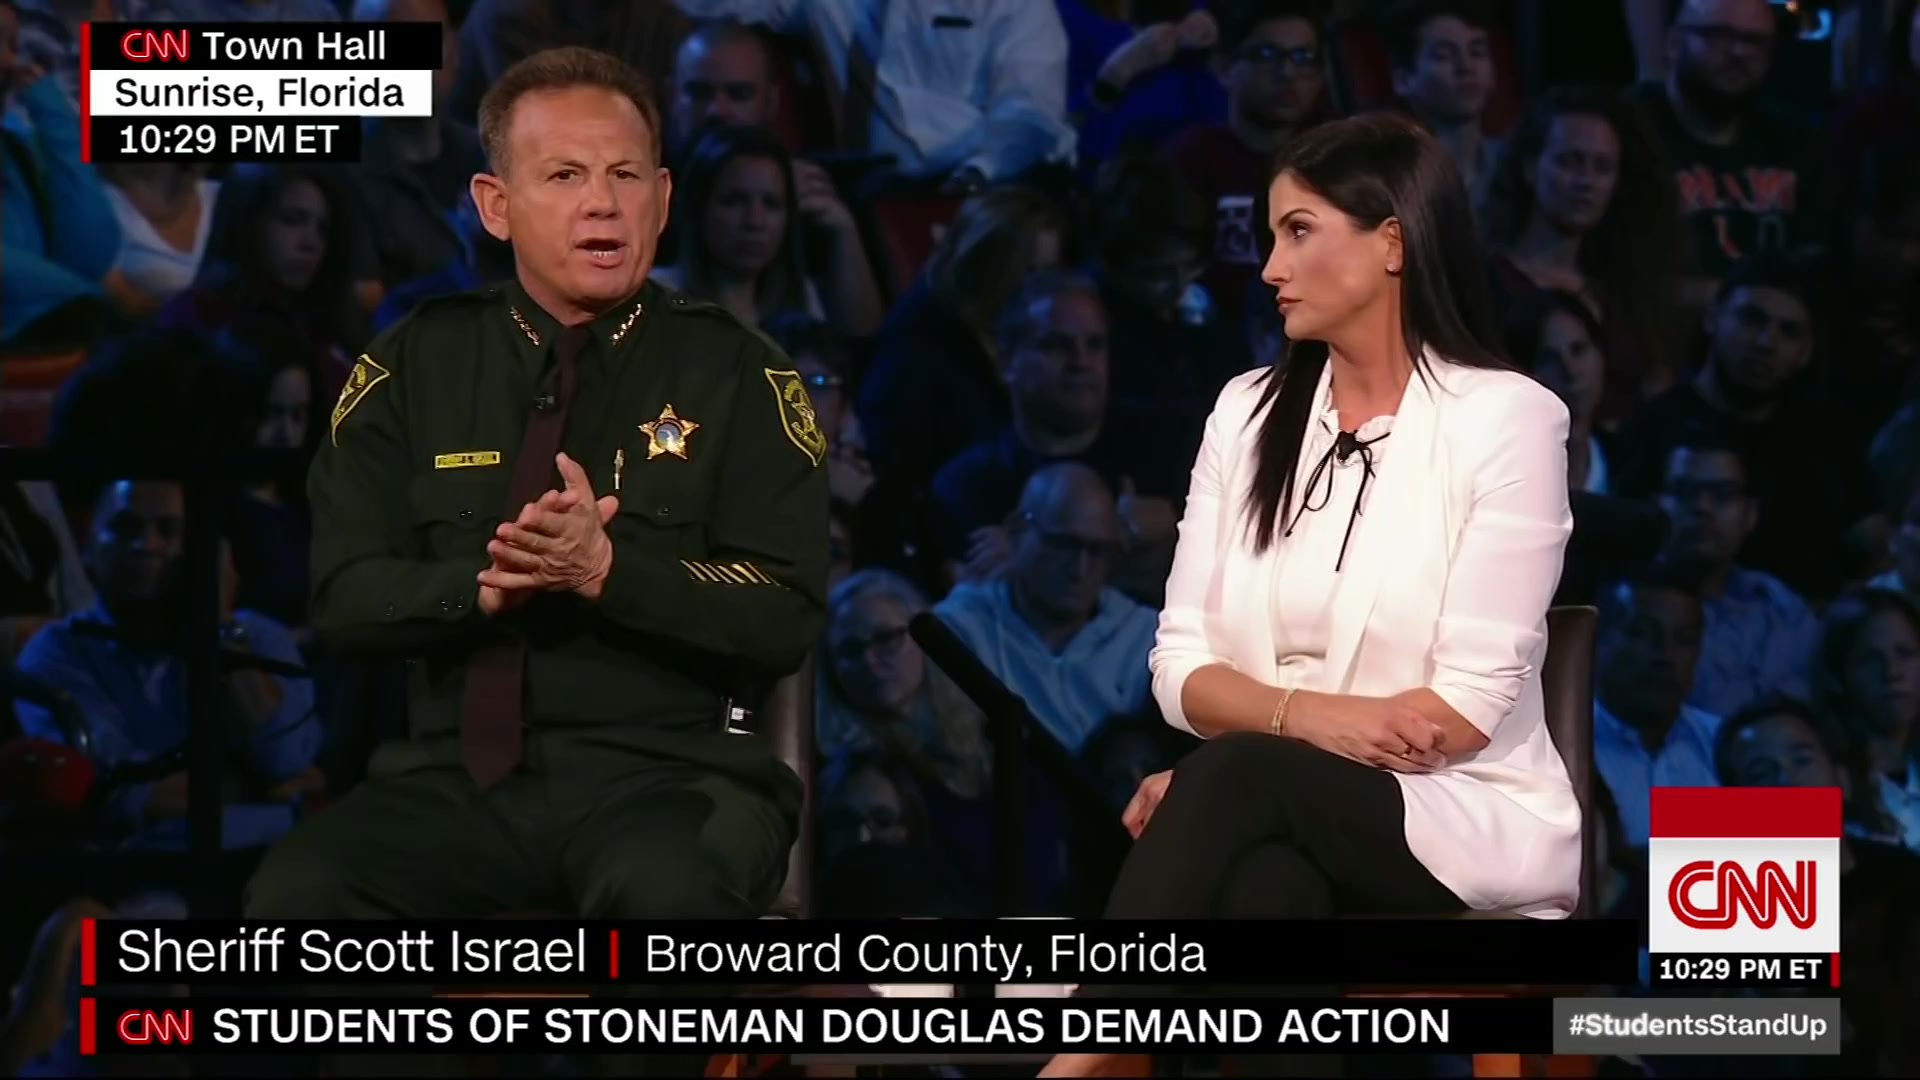 CNN Town Hall
Sunrise, Florida
10:29 PM ET
Sheriff Scott Israel | Broward County, Florida
CNN
10:29 PM ET
CNN STUDENTS OF STONEMAN DOUGLAS DEMAND ACTION
#StudentsStandUp